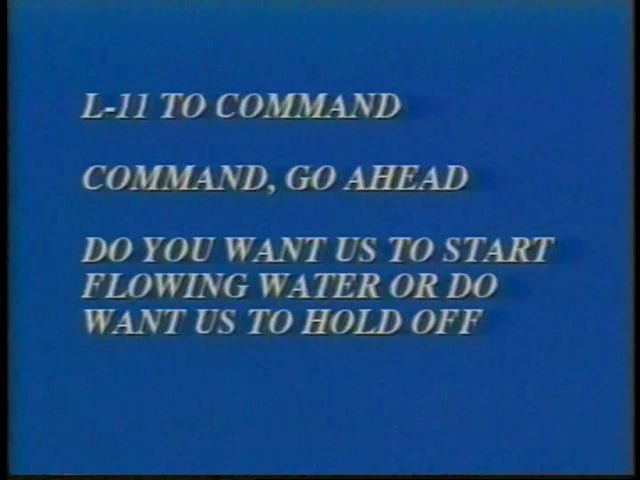 L-11 TO COMMAND
COMMAND, GO AHEAD
DO YOU WANT US TO START
FLOWING WATER OR DO
WANT US TO HOLD OFF